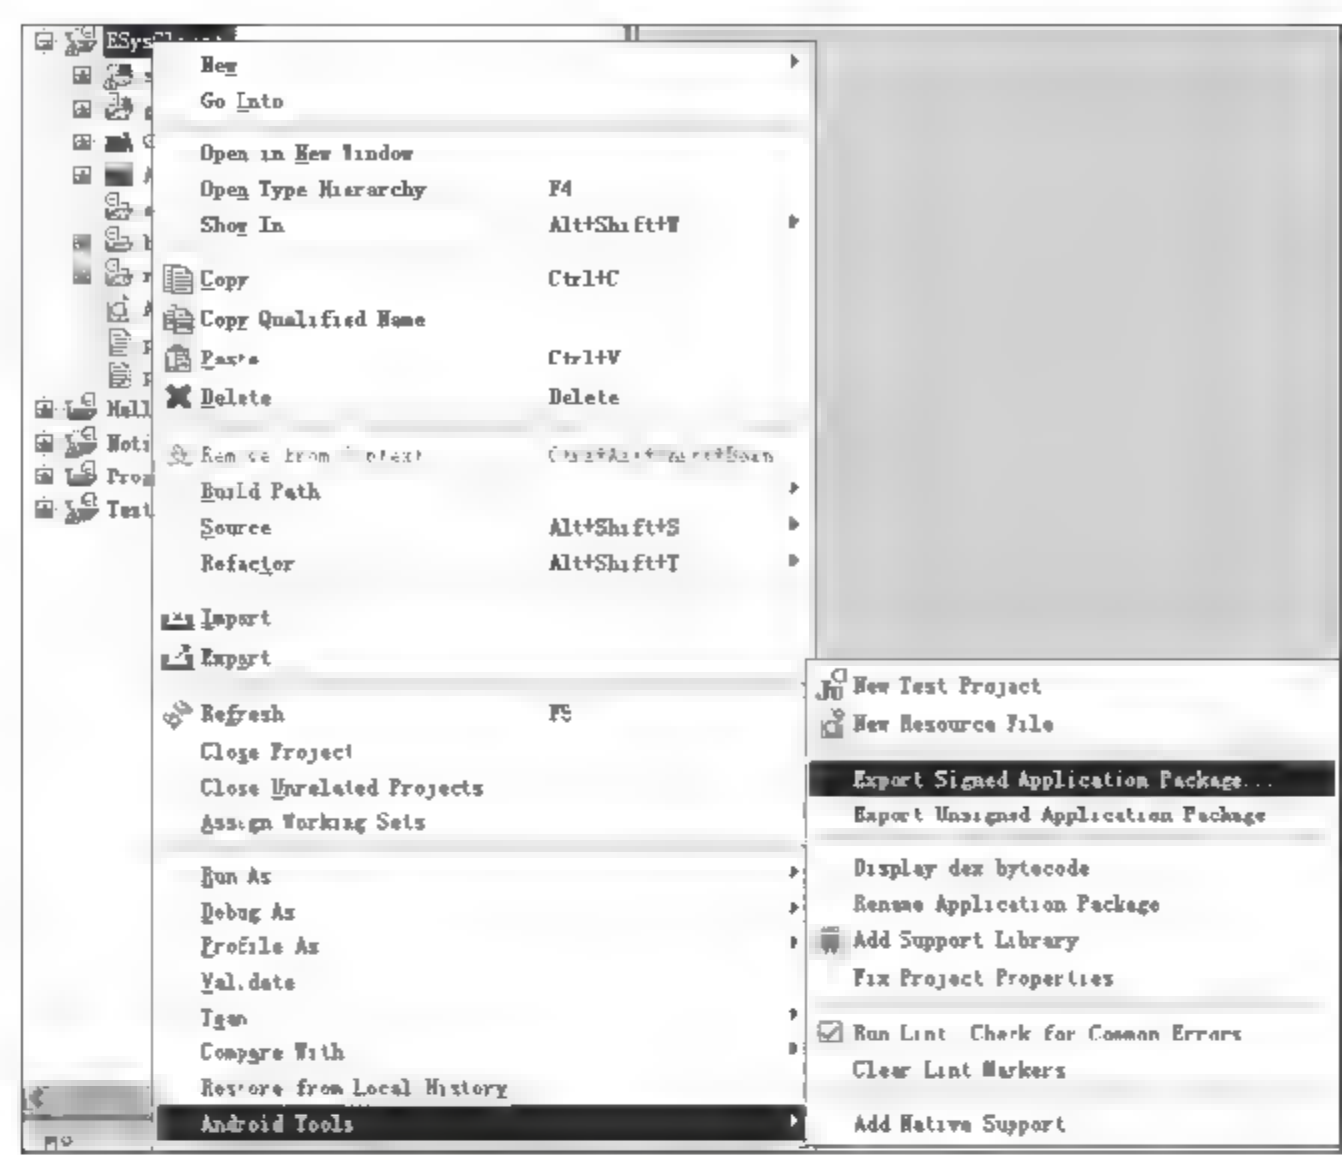 New
Go Into
Open in New Window
Open Type Hierarchy F4
Show In Alt+Shift+W
Copy Ctrl+C
Copy Qualified Name
Paste Ctrl+V
Delete Delete
Build Path
Source Alt+Shift+S
Refactor Alt+Shift+T
Import
Export
Refresh F5
Close Project
Close Unrelated Projects
Assign Working Sets
Run As
Debug As
Profile As
Validate
Team
Compare With
Restore from Local History
Android Tools
New Test Project
New Resource File
Export Signed Application Package...
Export Unsigned Application Package
Display dex bytecode
Rename Application Package
Add Support Library
Fix Project Properties
Run Lint Check for Common Errors
Clear Lint Markers
Add Native Support